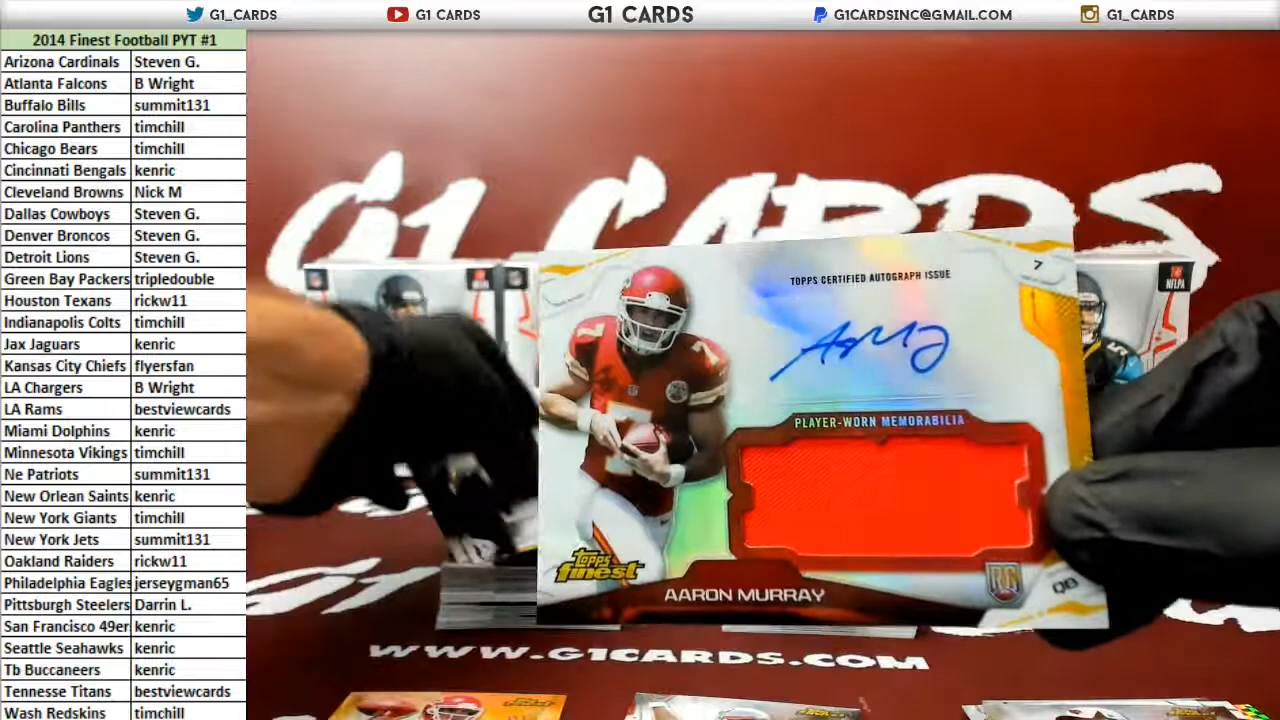 G1_CARDS G1 CARDS G1 CARDS G1CARDSINC@GMAIL.COM G1_CARDS
2014 Finest Football PYT #1
Arizona Cardinals Steven G.
Atlanta Falcons B Wright
Buffalo Bills summit131
Carolina Panthers timchill
Chicago Bears timchill
Cincinnati Bengals kenric
Cleveland Browns Nick M
Dallas Cowboys Steven G.
Denver Broncos Steven G.
Detroit Lions Steven G.
Green Bay Packers tripledouble
Houston Texans rickw11
Indianapolis Colts timchill
Jax Jaguars kenric
Kansas City Chiefs flyersfan
LA Chargers B Wright
LA Rams bestviewcards
Miami Dolphins kenric
Minnesota Vikings timchill
Ne Patriots summit131
New Orlean Saints kenric
New York Giants timchill
New York Jets summit131
Oakland Raiders rickw11
Philadelphia Eagles jerseygman65
Pittsburgh Steelers Darrin L.
San Francisco 49er kenric
Seattle Seahawks kenric
Tb Buccaneers kenric
Tennesse Titans bestviewcards
Wash Redskins timchill
G1 CARDS
NFLPA
7
TOPPS CERTIFIED AUTOGRAPH ISSUE
PLAYER-WORN MEMORABILIA
7
7
topps finest
AARON MURRAY
QB
WWW.G1CARDS.COM